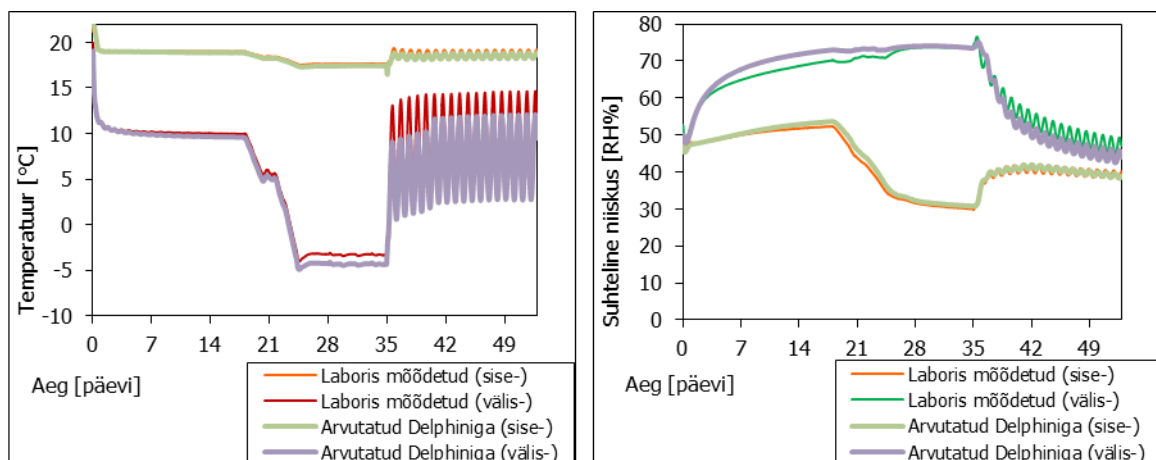 Temperatuur [°C]
20
15
10
5
0
-5
-10
0 7 14 21 28 35 42 49
Aeg [päevi]
Laboris mõõdetud (sise-)
Laboris mõõdetud (välis-)
Arvutatud Delphiniga (sise-)
Arvutatud Delphiniga (välis-)
Suhteline niiskus [RH%]
80
70
60
50
40
30
20
10
0
0 7 14 21 28 35 42 49
Aeg [päevi]
Laboris mõõdetud (sise-)
Laboris mõõdetud (välis-)
Arvutatud Delphiniga (sise-)
Arvutatud Delphiniga (välis-)